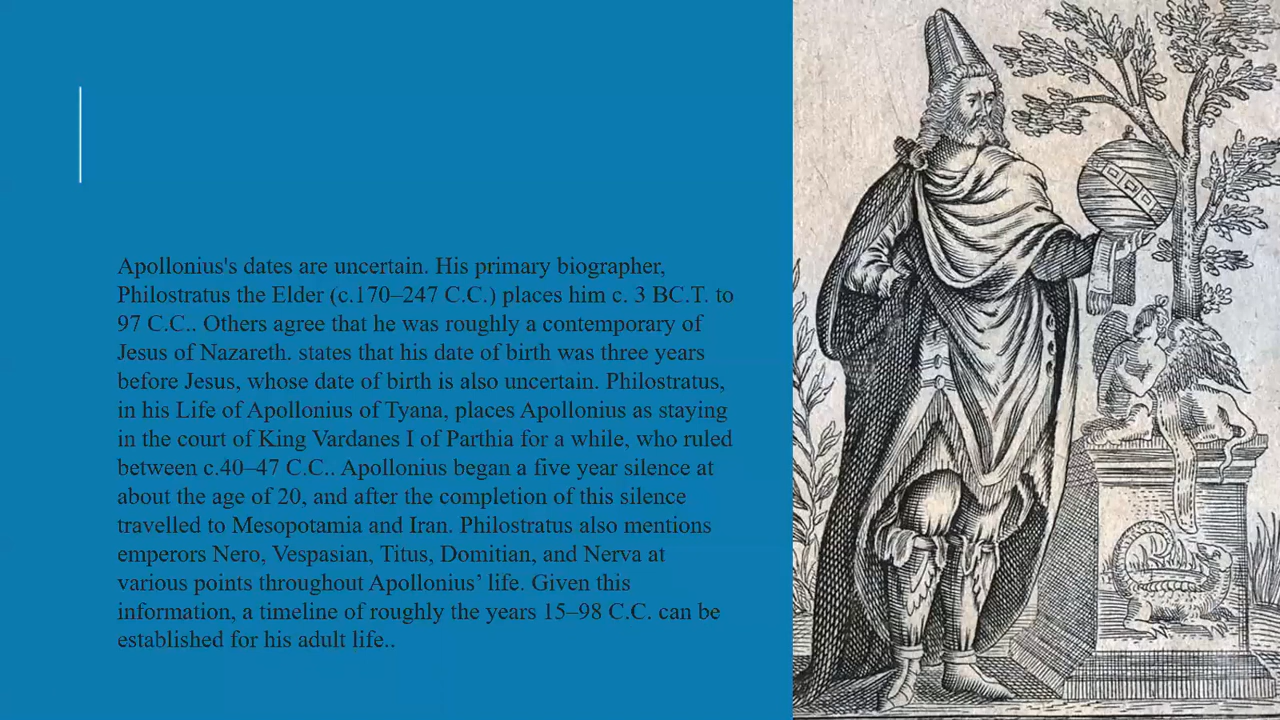 Apollonius's dates are uncertain. His primary biographer,
Philostratus the Elder (c.170–247 C.C.) places him c. 3 BC.T. to
97 C.C.. Others agree that he was roughly a contemporary of
Jesus of Nazareth. states that his date of birth was three years
before Jesus, whose date of birth is also uncertain. Philostratus,
in his Life of Apollonius of Tyana, places Apollonius as staying
in the court of King Vardanes I of Parthia for a while, who ruled
between c.40–47 C.C.. Apollonius began a five year silence at
about the age of 20, and after the completion of this silence
travelled to Mesopotamia and Iran. Philostratus also mentions
emperors Nero, Vespasian, Titus, Domitian, and Nerva at
various points throughout Apollonius’ life. Given this
information, a timeline of roughly the years 15–98 C.C. can be
established for his adult life..